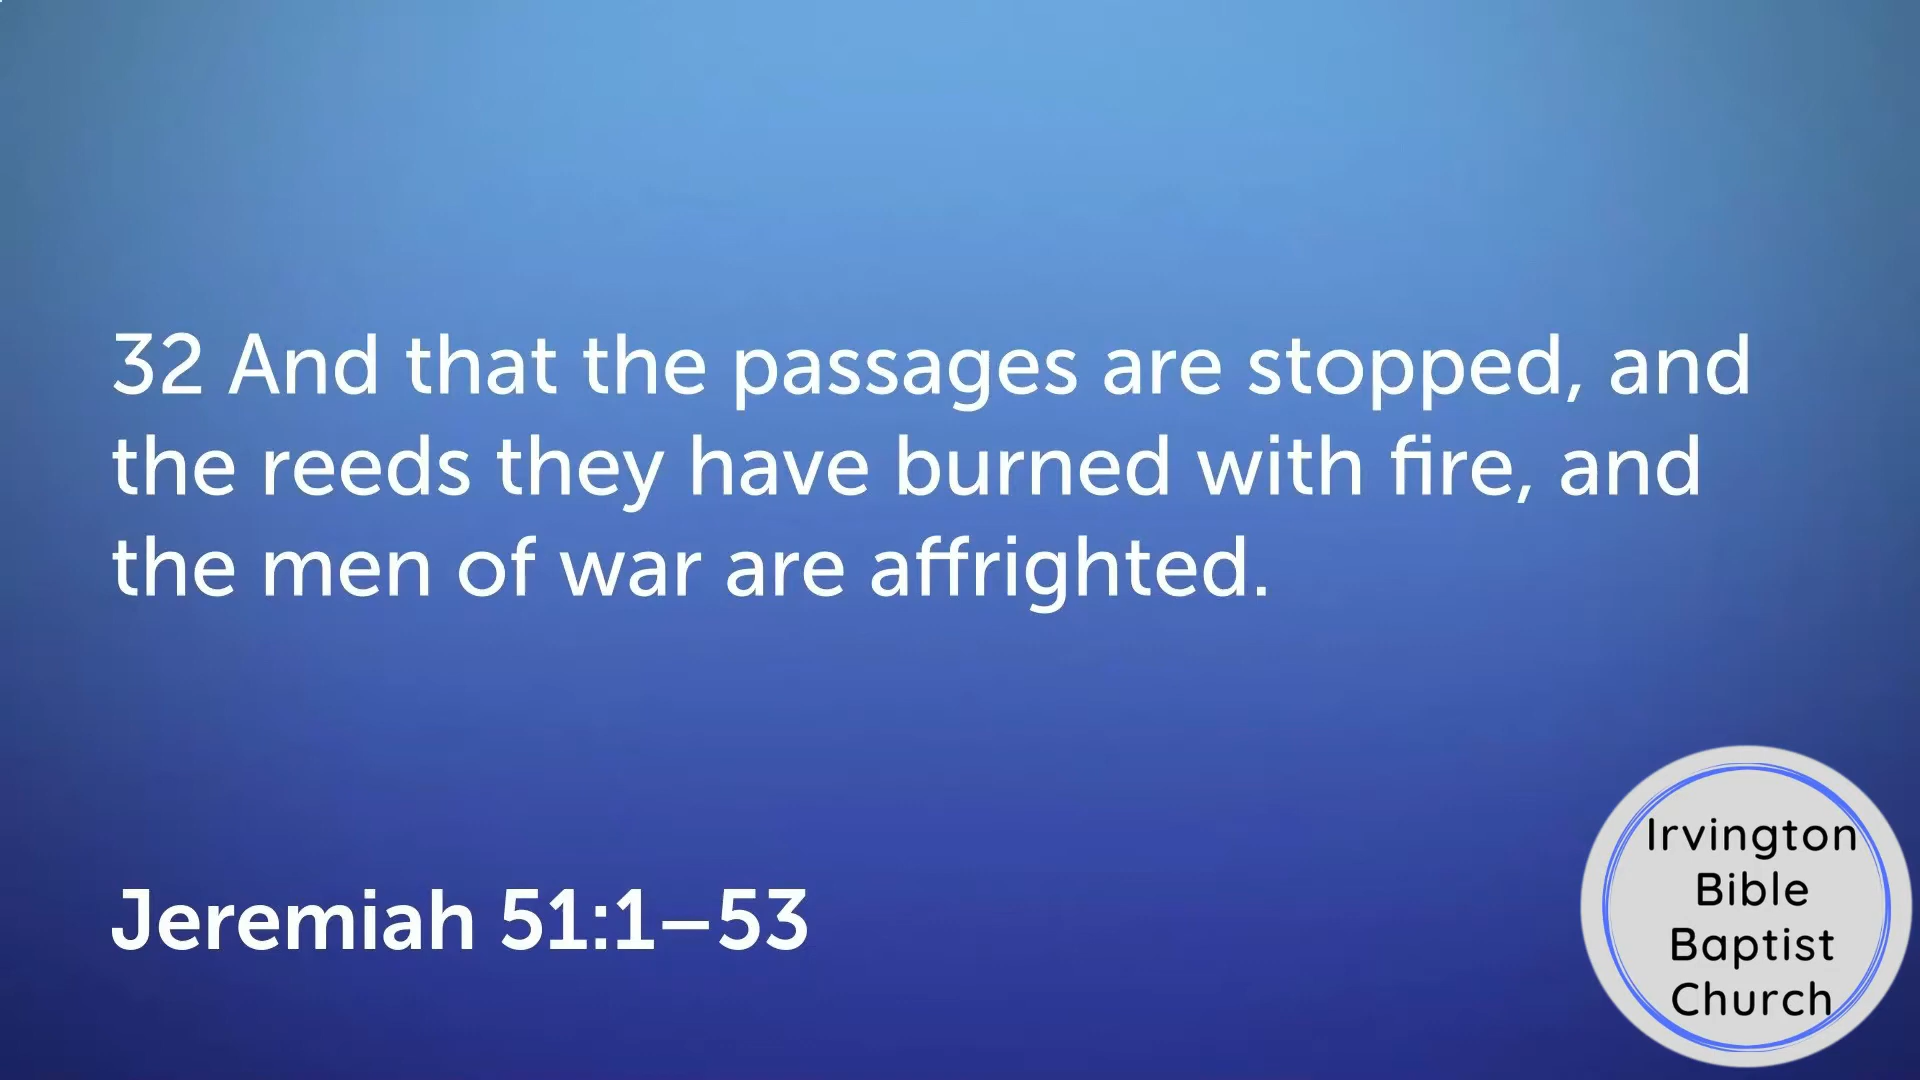 32 And that the passages are stopped, and
the reeds they have burned with fire, and
the men of war are affrighted.
Jeremiah 51:1–53
Irvington
Bible
Baptist
Church